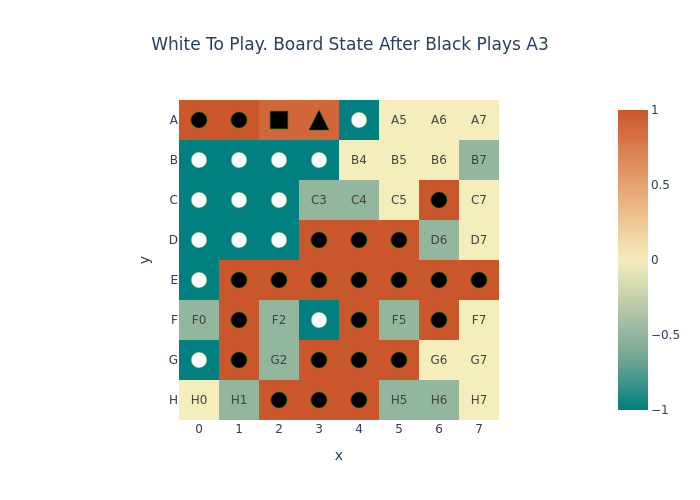 White To Play. Board State After Black Plays A3
A A5 A6 A7
B B4 B5 B6 B7
C C3 C4 C5 C7
D D6 D7
E
F F0 F2 F5 F7
G G2 G6 G7
H H0 H1 H5 H6 H7
0 1 2 3 4 5 6 7
x
y
1
0.5
0
−0.5
−1